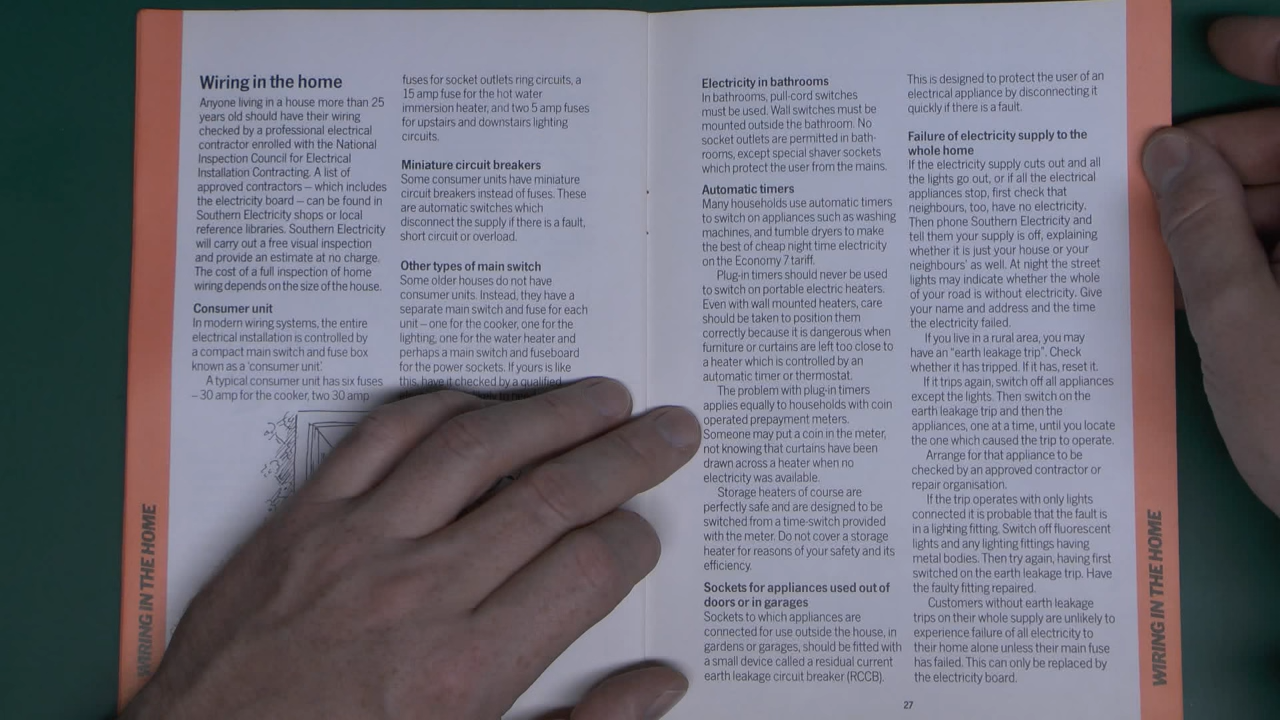 Wiring in the home
Anyone living in a house more than 25
years old should have their wiring
checked by a professional electrical
contractor enrolled with the National
Inspection Council for Electrical
Installation Contracting. A list of
approved contractors – which includes
the electricity board – can be found in
Southern Electricity shops or local
reference libraries. Southern Electricity
will carry out a free visual inspection
and provide an estimate at no charge.
The cost of a full inspection of home
wiring depends on the size of the house.
Consumer unit
In modern wiring systems, the entire
electrical installation is controlled by
a compact main switch and fuse box
known as a 'consumer unit'.
A typical consumer unit has six fuses
– 30 amp for the cooker, two 30 amp
fuses for socket outlets ring circuits, a
15 amp fuse for the hot water
immersion heater, and two 5 amp fuses
for upstairs and downstairs lighting
circuits.
Miniature circuit breakers
Some consumer units have miniature
circuit breakers instead of fuses. These
are automatic switches which
disconnect the supply if there is a fault,
short circuit or overload.
Other types of main switch
Some older houses do not have
consumer units. Instead, they have a
separate main switch and fuse for each
unit – one for the cooker, one for the
lighting, one for the water heater and
perhaps a main switch and fuseboard
for the power sockets. If yours is like
this, have it checked by a qualified
WIRING IN THE HOME
Electricity in bathrooms
In bathrooms, pull-cord switches
must be used. Wall switches must be
mounted outside the bathroom. No
socket outlets are permitted in bath-
rooms, except special shaver sockets
which protect the user from the mains.
Automatic timers
Many households use automatic timers
to switch on appliances such as washing
machines, and tumble dryers to make
the best of cheap night time electricity
on the Economy 7 tariff.
Plug-in timers should never be used
to switch on portable electric heaters.
Even with wall mounted heaters, care
should be taken to position them
correctly because it is dangerous when
furniture or curtains are left too close to
a heater which is controlled by an
automatic timer or thermostat.
The problem with plug-in timers
applies equally to households with coin
operated prepayment meters.
Someone may put a coin in the meter,
not knowing that curtains have been
drawn across a heater when no
electricity was available.
Storage heaters of course are
perfectly safe and are designed to be
switched from a time-switch provided
with the meter. Do not cover a storage
heater for reasons of your safety and its
efficiency.
Sockets for appliances used out of
doors or in garages
Sockets to which appliances are
connected for use outside the house, in
gardens or garages, should be fitted with
a small device called a residual current
earth leakage circuit breaker (RCCB).
This is designed to protect the user of an
electrical appliance by disconnecting it
quickly if there is a fault.
Failure of electricity supply to the
whole home
If the electricity supply cuts out and all
the lights go out, or if all the electrical
appliances stop, first check that
neighbours, too, have no electricity.
Then phone Southern Electricity and
tell them your supply is off, explaining
whether it is just your house or your
neighbours' as well. At night the street
lights may indicate whether the whole
of your road is without electricity. Give
your name and address and the time
the electricity failed.
If you live in a rural area, you may
have an "earth leakage trip". Check
whether it has tripped. If it has, reset it.
If it trips again, switch off all appliances
except the lights. Then switch on the
earth leakage trip and then the
appliances, one at a time, until you locate
the one which caused the trip to operate.
Arrange for that appliance to be
checked by an approved contractor or
repair organisation.
If the trip operates with only lights
connected it is probable that the fault is
in a lighting fitting. Switch off fluorescent
lights and any lighting fittings having
metal bodies. Then try again, having first
switched on the earth leakage trip. Have
the faulty fitting repaired.
Customers without earth leakage
trips on their whole supply are unlikely to
experience failure of all electricity to
their home alone unless their main fuse
has failed. This can only be replaced by
the electricity board.
WIRING IN THE HOME
27